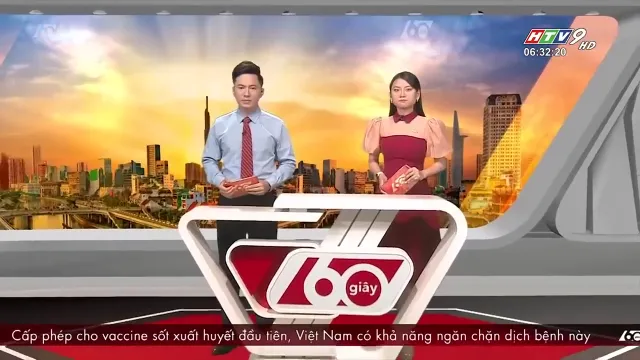 HTV9 HD
06:32:20
60 giây
Cấp phép cho vaccine sốt xuất huyết đầu tiên, Việt Nam có khả năng ngăn chặn dịch bệnh này